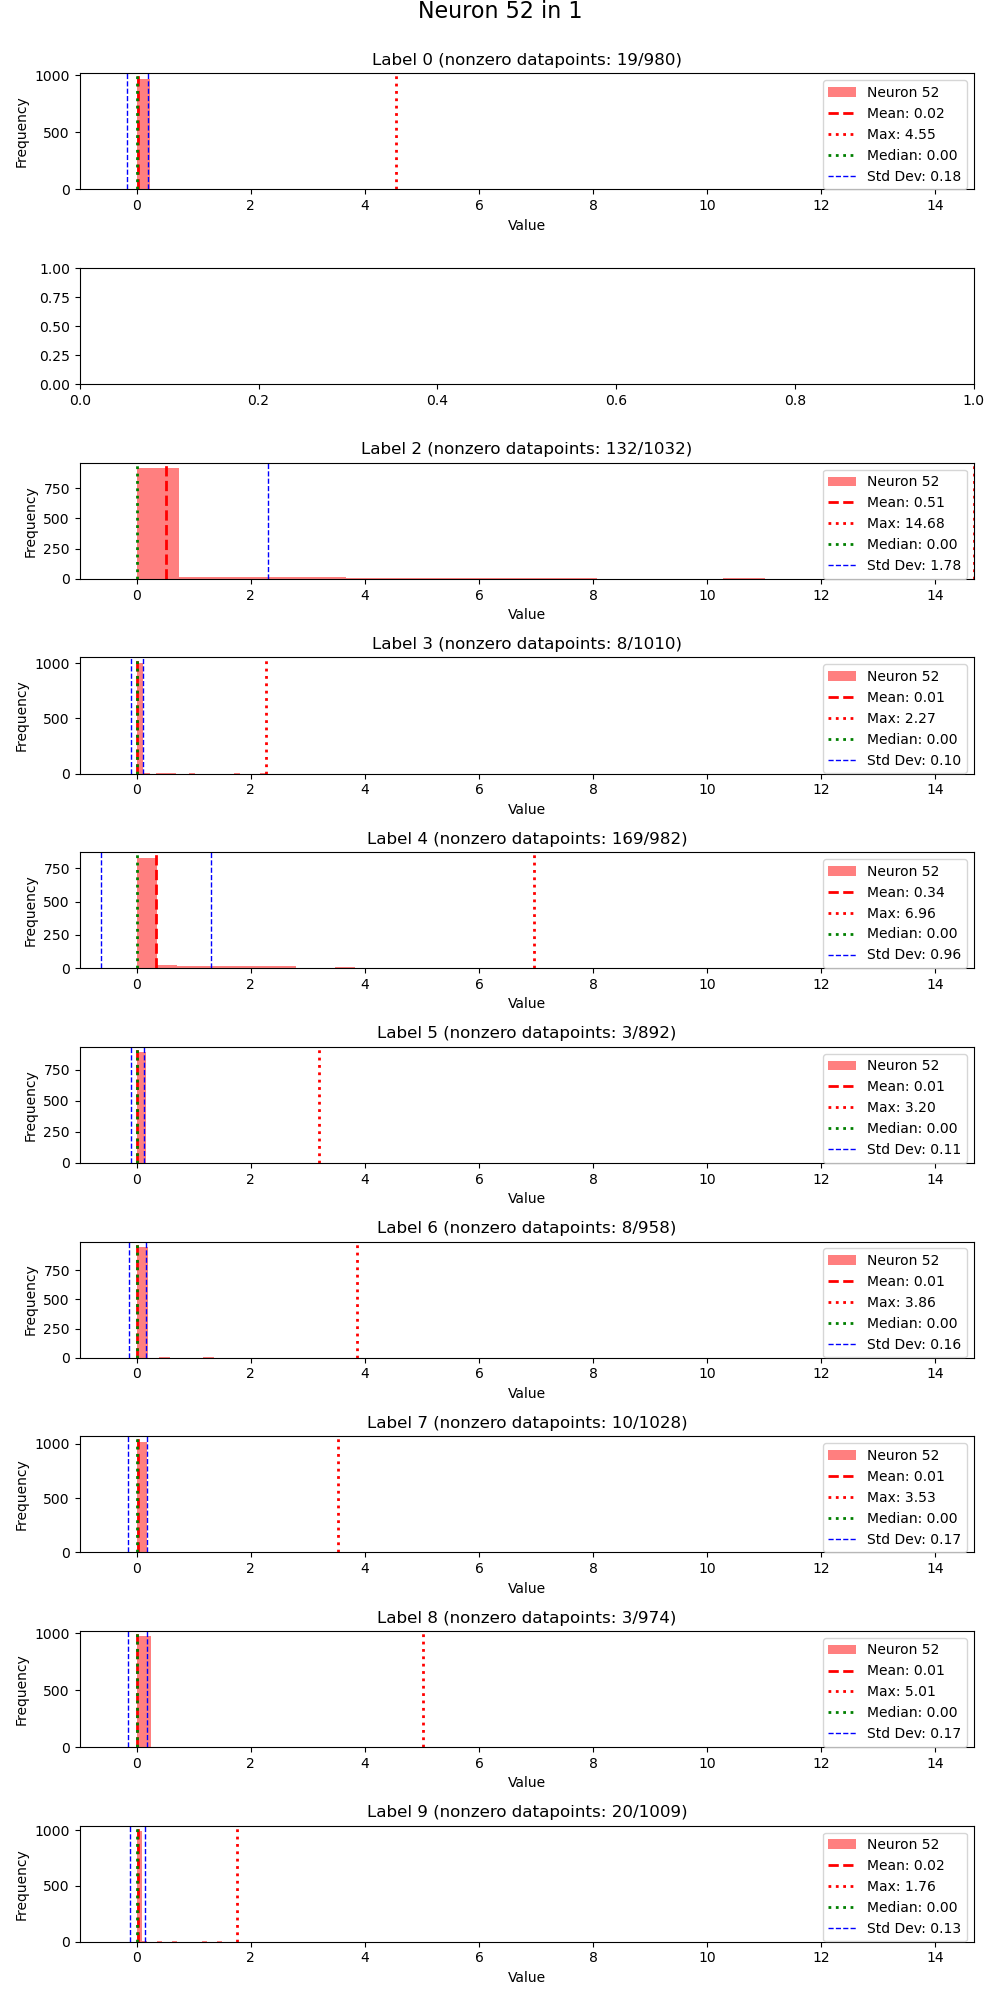 Neuron 52 in 1
Label 0 (nonzero datapoints: 19/980)
Frequency
1000
500
0
Neuron 52
Mean: 0.02
Max: 4.55
Median: 0.00
Std Dev: 0.18
0 2 4 6 8 10 12 14
Value
1.00
0.75
0.50
0.25
0.00
0.0 0.2 0.4 0.6 0.8 1.0
Label 2 (nonzero datapoints: 132/1032)
Frequency
750
500
250
0
Neuron 52
Mean: 0.51
Max: 14.68
Median: 0.00
Std Dev: 1.78
0 2 4 6 8 10 12 14
Value
Label 3 (nonzero datapoints: 8/1010)
Frequency
1000
500
0
Neuron 52
Mean: 0.01
Max: 2.27
Median: 0.00
Std Dev: 0.10
0 2 4 6 8 10 12 14
Value
Label 4 (nonzero datapoints: 169/982)
Frequency
750
500
250
0
Neuron 52
Mean: 0.34
Max: 6.96
Median: 0.00
Std Dev: 0.96
0 2 4 6 8 10 12 14
Value
Label 5 (nonzero datapoints: 3/892)
Frequency
750
500
250
0
Neuron 52
Mean: 0.01
Max: 3.20
Median: 0.00
Std Dev: 0.11
0 2 4 6 8 10 12 14
Value
Label 6 (nonzero datapoints: 8/958)
Frequency
750
500
250
0
Neuron 52
Mean: 0.01
Max: 3.86
Median: 0.00
Std Dev: 0.16
0 2 4 6 8 10 12 14
Value
Label 7 (nonzero datapoints: 10/1028)
Frequency
1000
500
0
Neuron 52
Mean: 0.01
Max: 3.53
Median: 0.00
Std Dev: 0.17
0 2 4 6 8 10 12 14
Value
Label 8 (nonzero datapoints: 3/974)
Frequency
1000
500
0
Neuron 52
Mean: 0.01
Max: 5.01
Median: 0.00
Std Dev: 0.17
0 2 4 6 8 10 12 14
Value
Label 9 (nonzero datapoints: 20/1009)
Frequency
1000
500
0
Neuron 52
Mean: 0.02
Max: 1.76
Median: 0.00
Std Dev: 0.13
0 2 4 6 8 10 12 14
Value